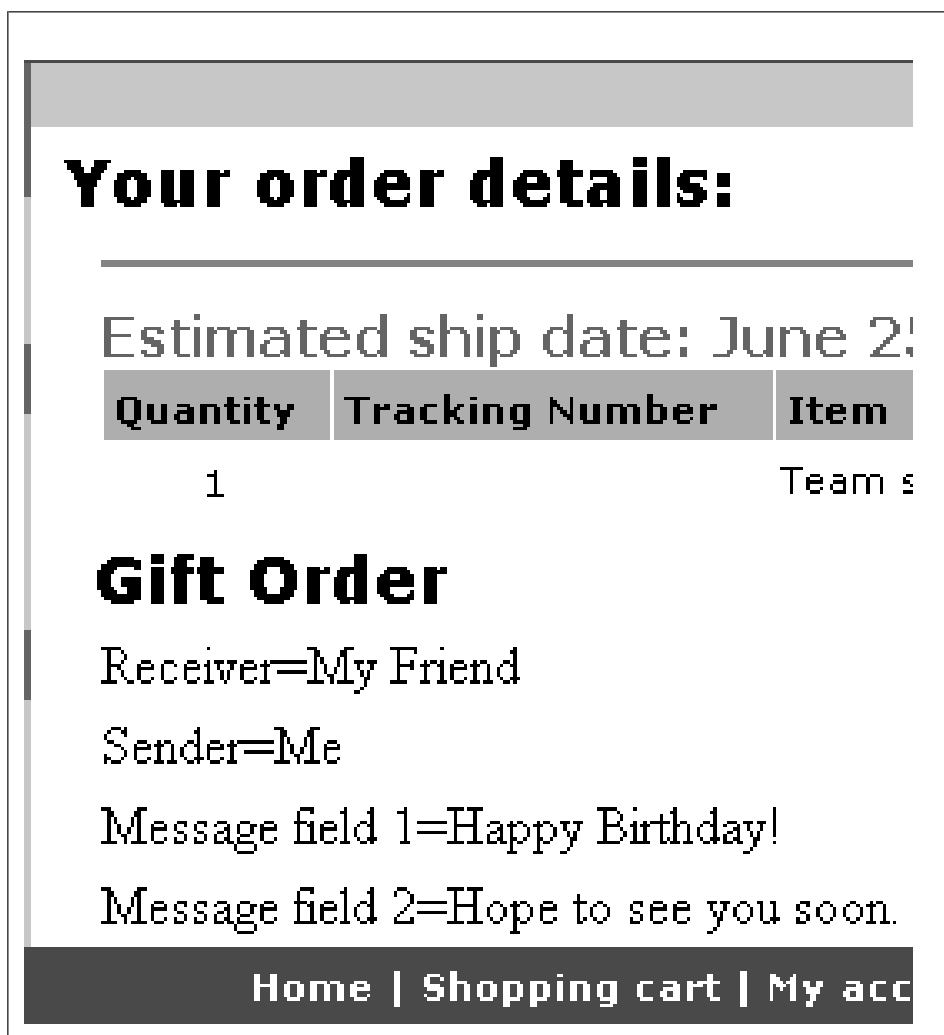 Your order details:
Estimated ship date: June
Quantity Tracking Number Item
1 Team
Gift Order
Receiver=My Friend
Sender=Me
Message field 1=Happy Birthday!
Message field 2=Hope to see you soon.
Home | Shopping cart | My